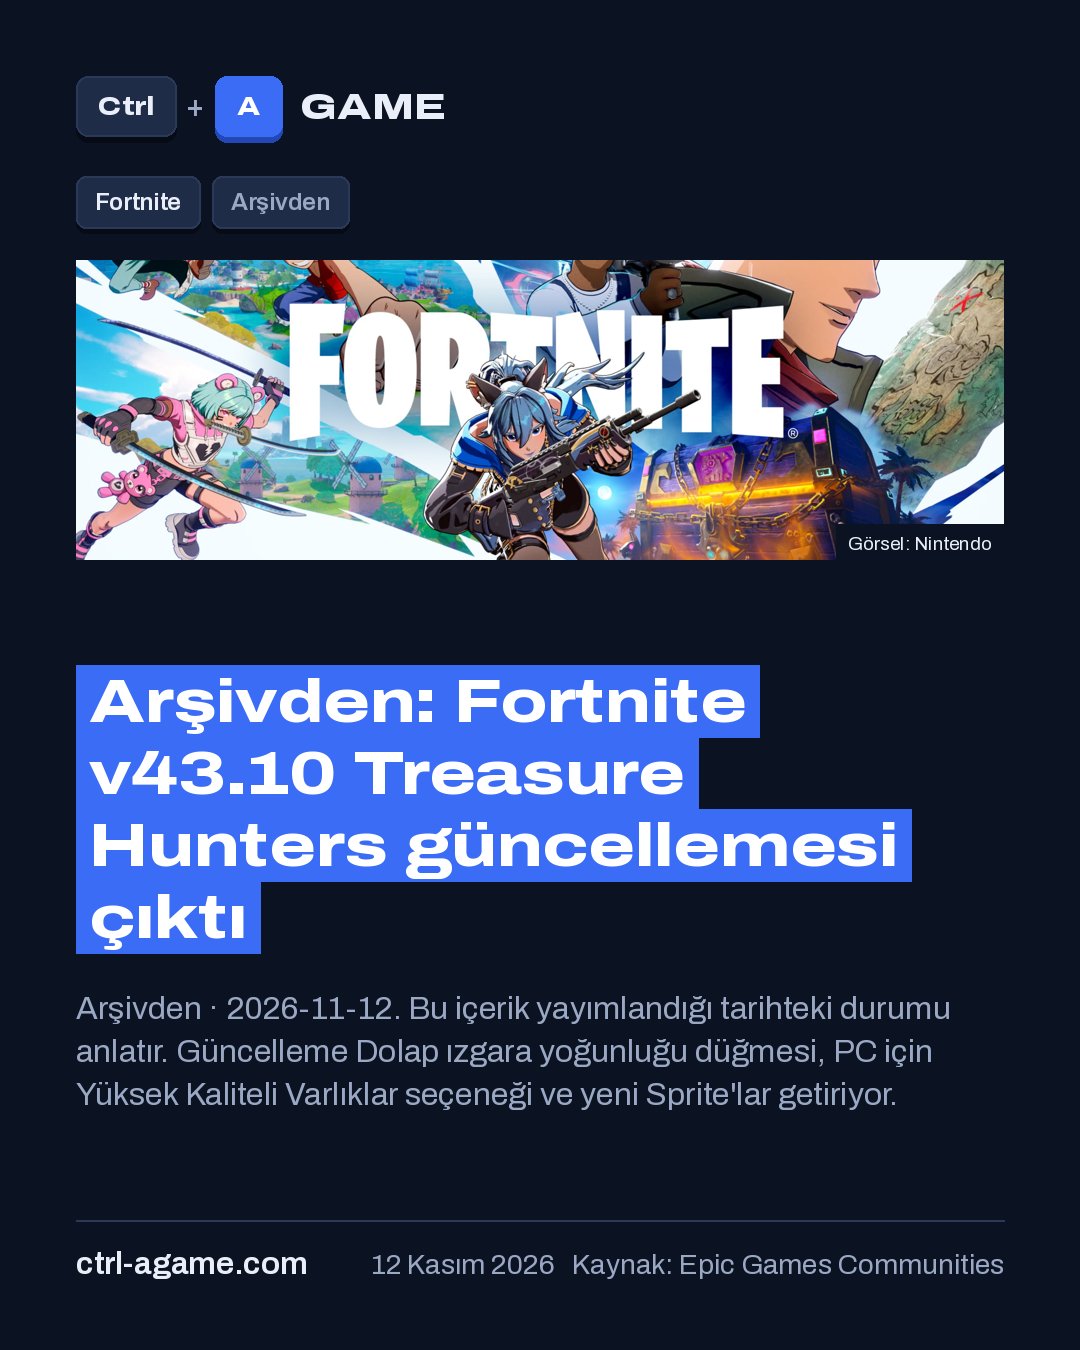 Ctrl + A GAME
Fortnite Arşivden
FORTNITE ®
Görsel: Nintendo
Arşivden: Fortnite
v43.10 Treasure
Hunters güncellemesi
çıktı
Arşivden · 2026-11-12. Bu içerik yayımlandığı tarihteki durumu
anlatır. Güncelleme Dolap ızgara yoğunluğu düğmesi, PC için
Yüksek Kaliteli Varlıklar seçeneği ve yeni Sprite'lar getiriyor.
ctrl-agame.com 12 Kasım 2026 Kaynak: Epic Games Communities